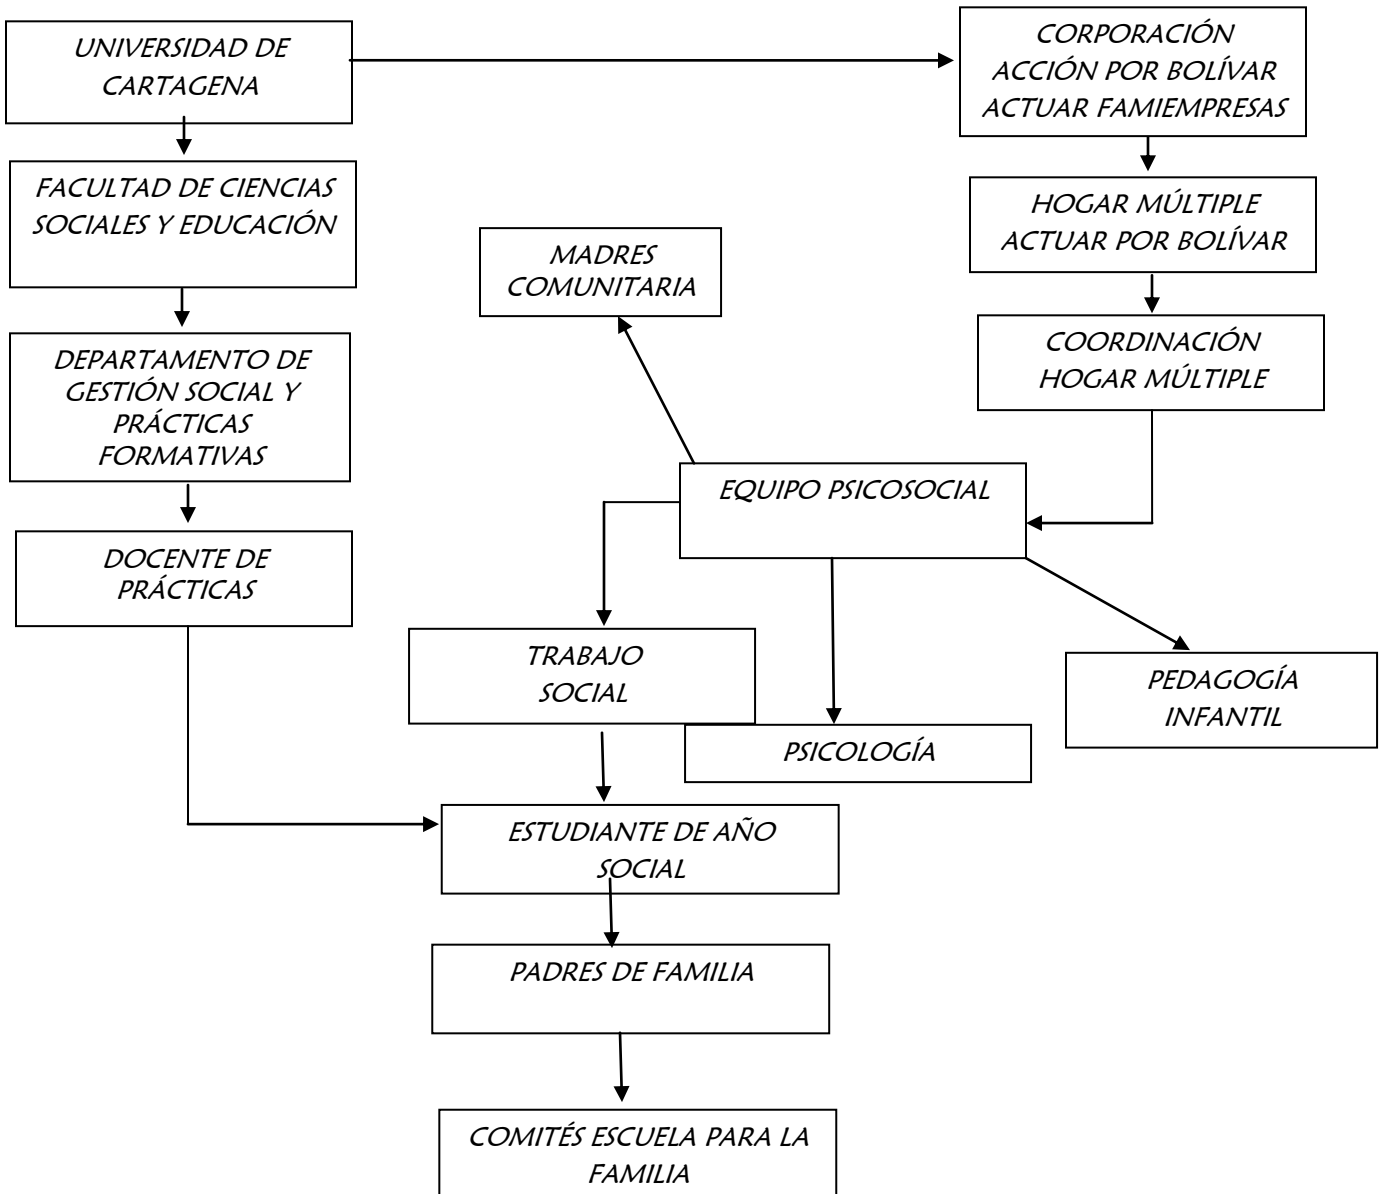 UNIVERSIDAD DE
CARTAGENA
CORPORACIÓN
ACCIÓN POR BOLÍVAR
ACTUAR FAMIEMPRESAS
FACULTAD DE CIENCIAS
SOCIALES Y EDUCACIÓN
HOGAR MÚLTIPLE
ACTUAR POR BOLÍVAR
MADRES
COMUNITARIA
DEPARTAMENTO DE
GESTIÓN SOCIAL Y
PRÁCTICAS
FORMATIVAS
COORDINACIÓN
HOGAR MÚLTIPLE
EQUIPO PSICOSOCIAL
DOCENTE DE
PRÁCTICAS
TRABAJO
SOCIAL
PEDAGOGÍA
INFANTIL
PSICOLOGÍA
ESTUDIANTE DE AÑO
SOCIAL
PADRES DE FAMILIA
COMITÉS ESCUELA PARA LA
FAMILIA